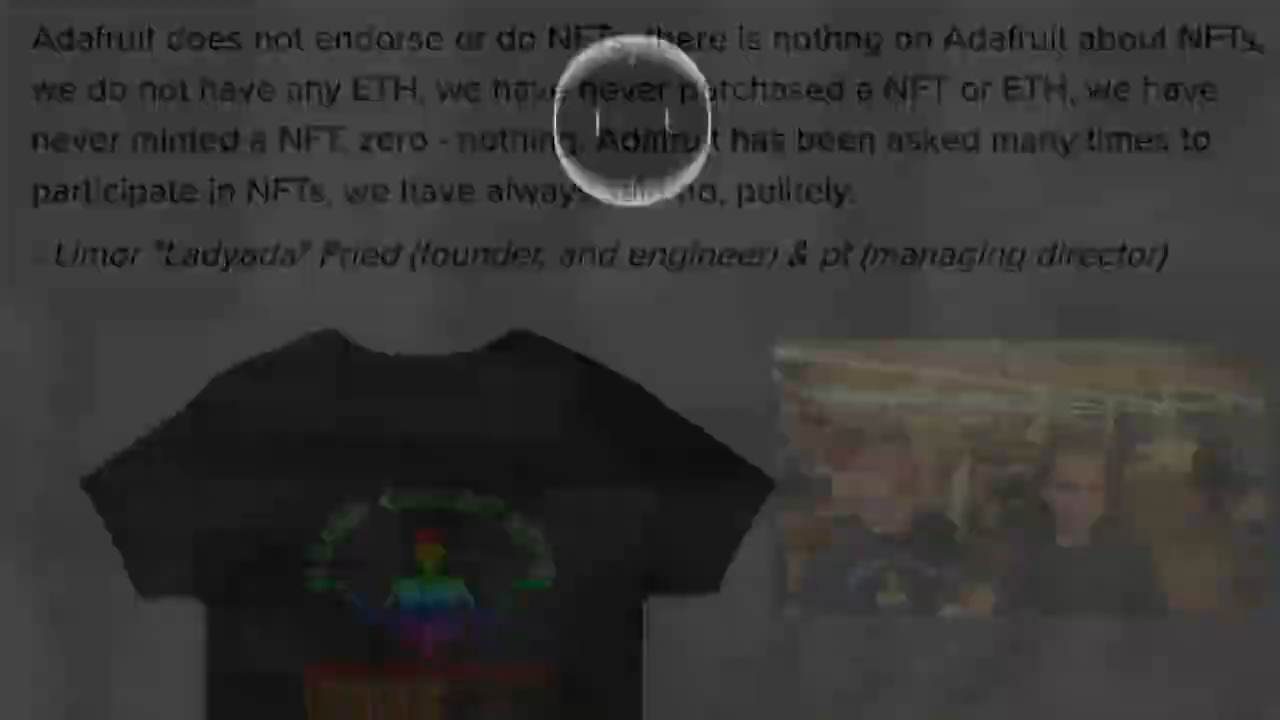 Adafruit does not endorse or do NFTs - there is nothng on Adafruit about NFTs,
we do not have any ETH, we have never purchased a NFT or ETH, we have
never minted a NFT, zero - nothing. Adafruit has been asked many times to
participate in NFTs, we have always said no, politely.
- Limor "Ladyada" Fried (founder, and engineer) & pt (managing director)